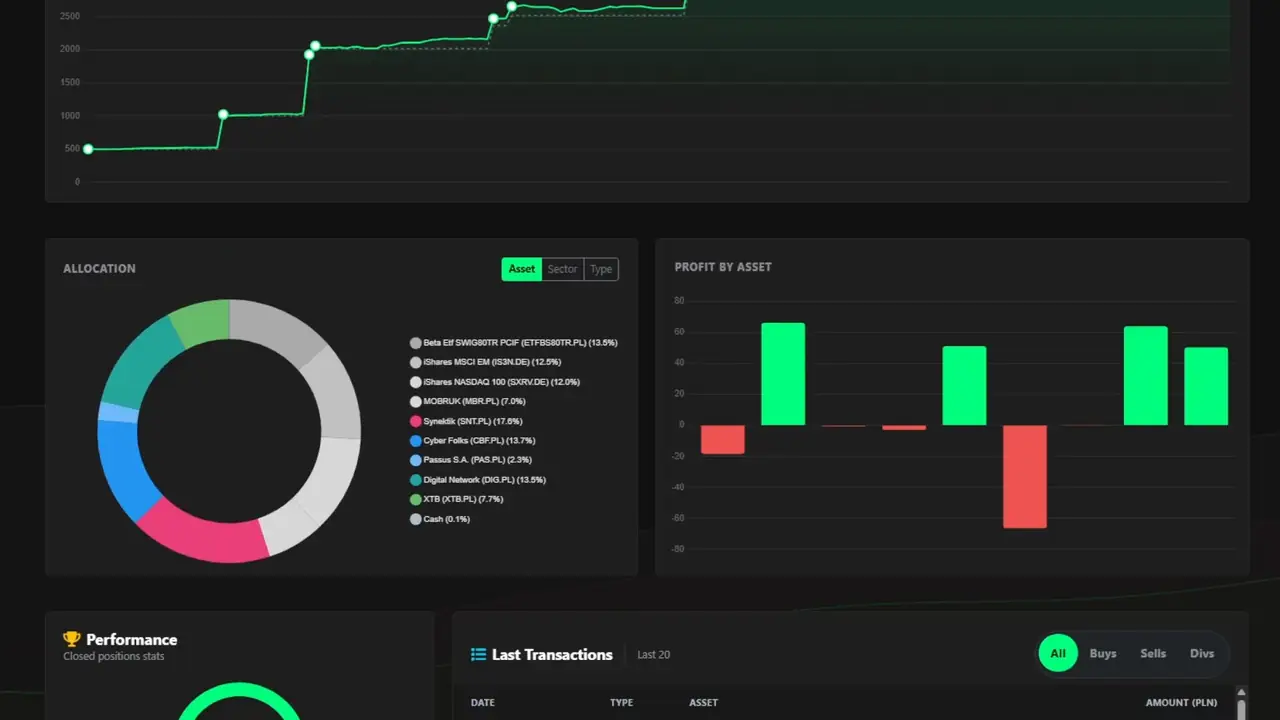 2500
2000
1500
1000
500
0
ALLOCATION
Asset Sector Type
Beta Etf SWIG80TR PCIF (ETFBS80TR.PL) (13.5%)
iShares MSCI EM (IS3N.DE) (12.5%)
iShares NASDAQ 100 (SXRV.DE) (12.0%)
MOBRUK (MBR.PL) (7.0%)
Synektik (SNT.PL) (17.6%)
Cyber Folks (CBF.PL) (13.7%)
Passus S.A. (PAS.PL) (2.3%)
Digital Network (DIG.PL) (13.5%)
XTB (XTB.PL) (7.7%)
Cash (0.1%)
PROFIT BY ASSET
80
60
40
20
0
-20
-40
-60
-80
Performance
Closed positions stats
Last Transactions Last 20
All Buys Sells Divs
DATE TYPE ASSET AMOUNT (PLN)